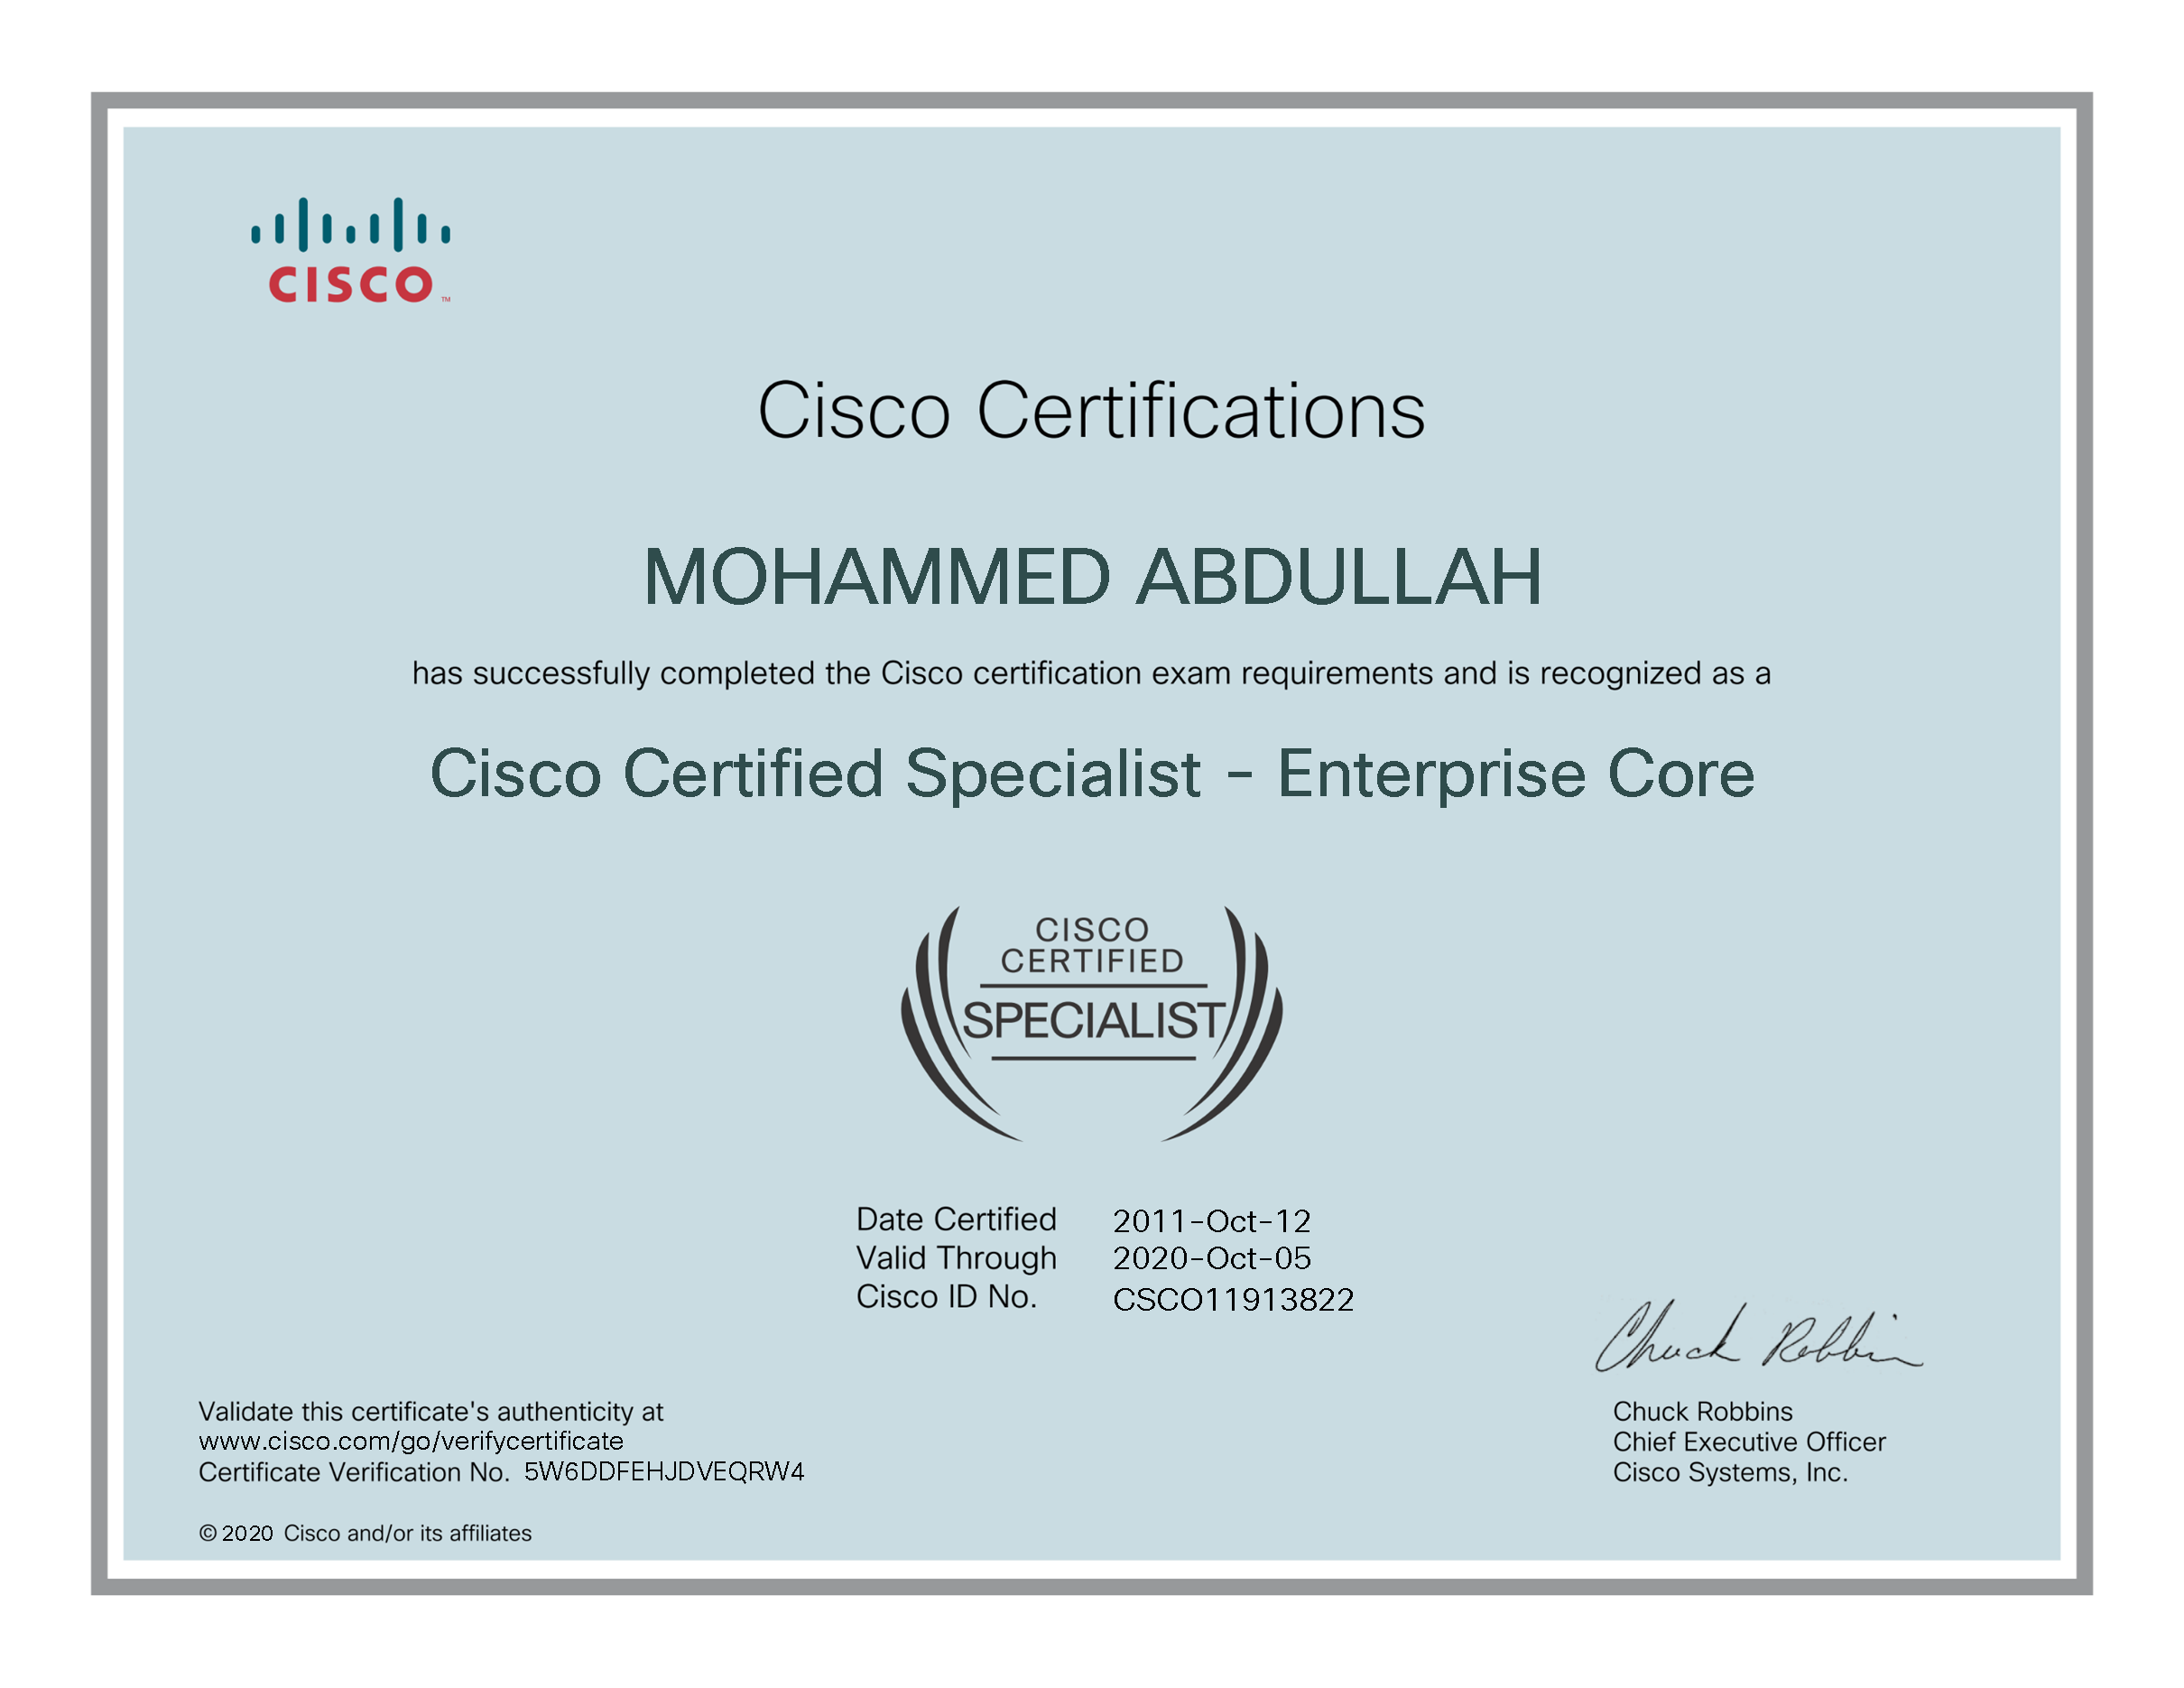 CISCO
TM
Cisco Certifications
MOHAMMED ABDULLAH
has successfully completed the Cisco certification exam requirements and is recognized as a
Cisco Certified Specialist - Enterprise Core
CISCO
CERTIFIED
SPECIALIST
Date Certified 2011-Oct-12
Valid Through 2020-Oct-05
Cisco ID No. CSCO11913822
Chuck Robbins
Validate this certificate's authenticity at
www.cisco.com/go/verifycertificate
Certificate Verification No. 5W6DDFEHJDVEQRW4
Chuck Robbins
Chief Executive Officer
Cisco Systems, Inc.
© 2020 Cisco and/or its affiliates